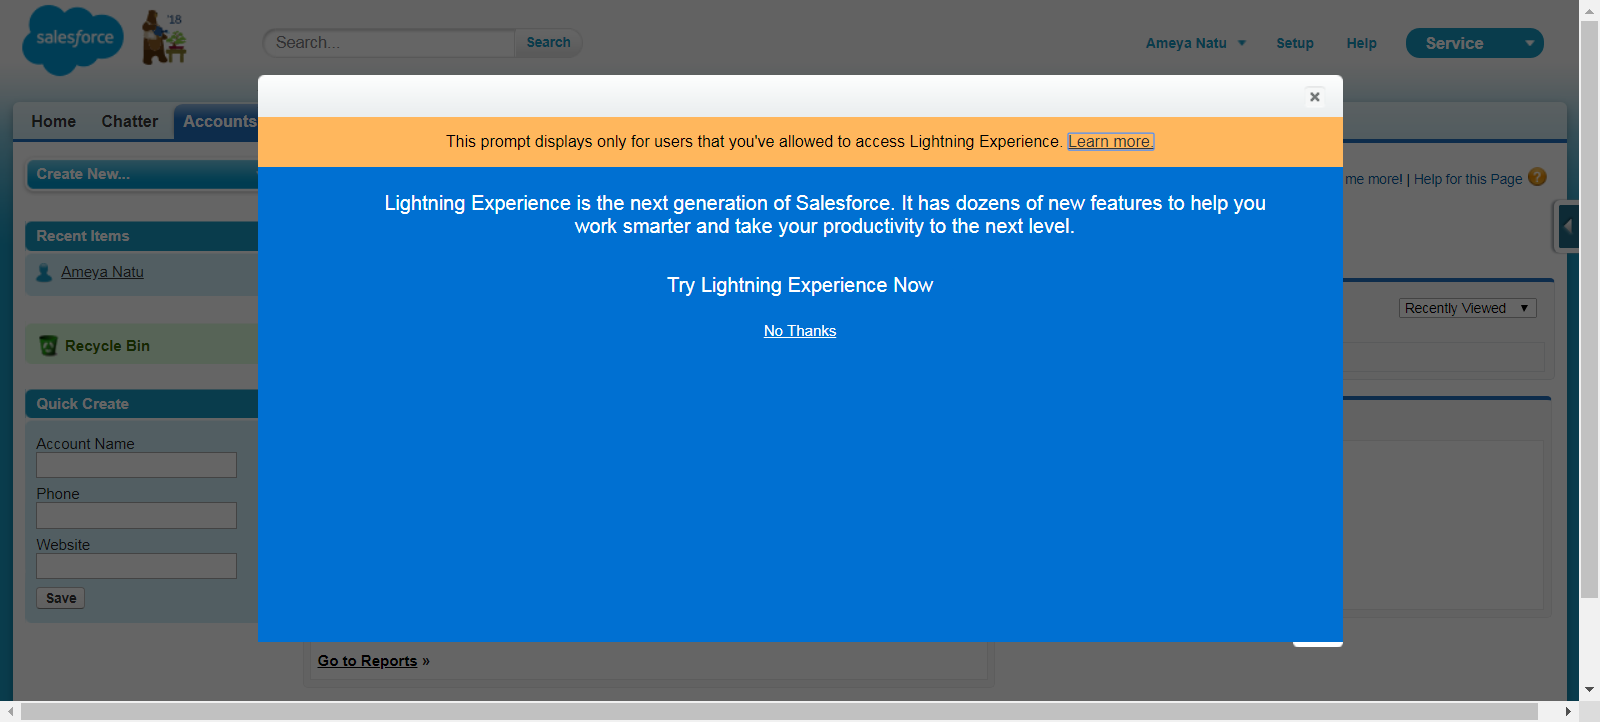 salesforce
'18
Search...
Search
Ameya Natu
Setup
Help
Service
Home
Chatter
Accounts
This prompt displays only for users that you've allowed to access Lightning Experience. Learn more.
Create New...
me more! | Help for this Page
?
Lightning Experience is the next generation of Salesforce. It has dozens of new features to help you
work smarter and take your productivity to the next level.
Recent Items
Ameya Natu
Try Lightning Experience Now
Recently Viewed
No Thanks
Recycle Bin
Quick Create
Account Name
Phone
Website
Save
Go to Reports »